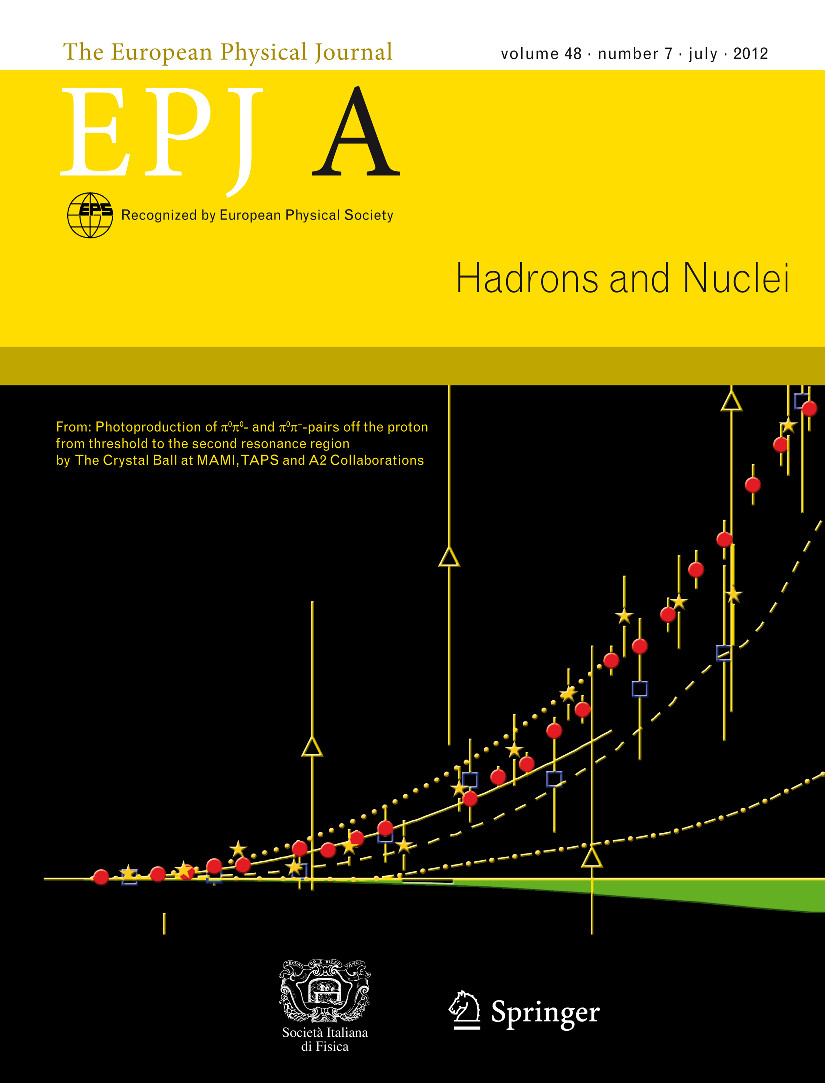 The European Physical Journal
volume 48 · number 7 · july · 2012
EPJ A
EPS
Recognized by European Physical Society
Hadrons and Nuclei
From: Photoproduction of π⁰π⁰- and π⁰π⁻-pairs off the proton
from threshold to the second resonance region
by The Crystal Ball at MAMI, TAPS and A2 Collaborations
Società Italiana
di Fisica
Springer